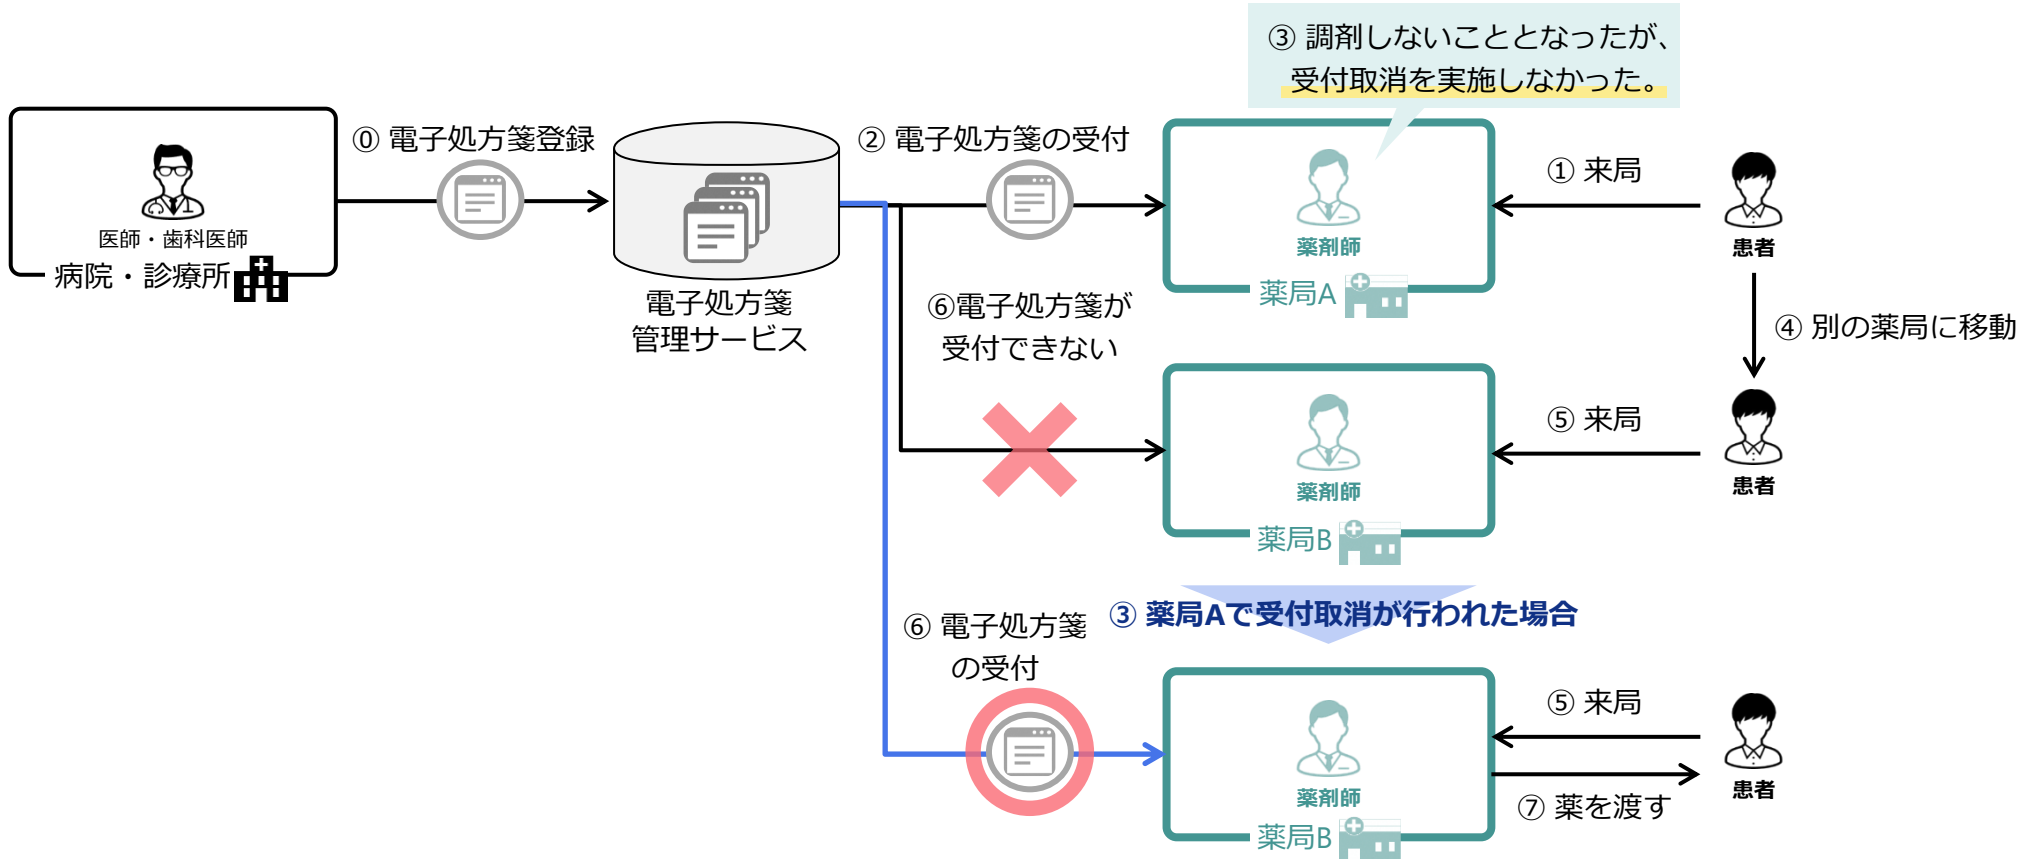 ③ 調剤しないこととなったが、
受付取消を実施しなかった。
⓪ 電子処方箋登録
② 電子処方箋の受付
① 来局
医師・歯科医師
病院・診療所
電子処方箋
管理サービス
薬剤師
薬局A
患者
④ 別の薬局に移動
⑥電子処方箋が
受付できない
⑤ 来局
薬剤師
薬局B
患者
③ 薬局Aで受付取消が行われた場合
⑥ 電子処方箋
の受付
⑤ 来局
薬剤師
薬局B
⑦ 薬を渡す
患者